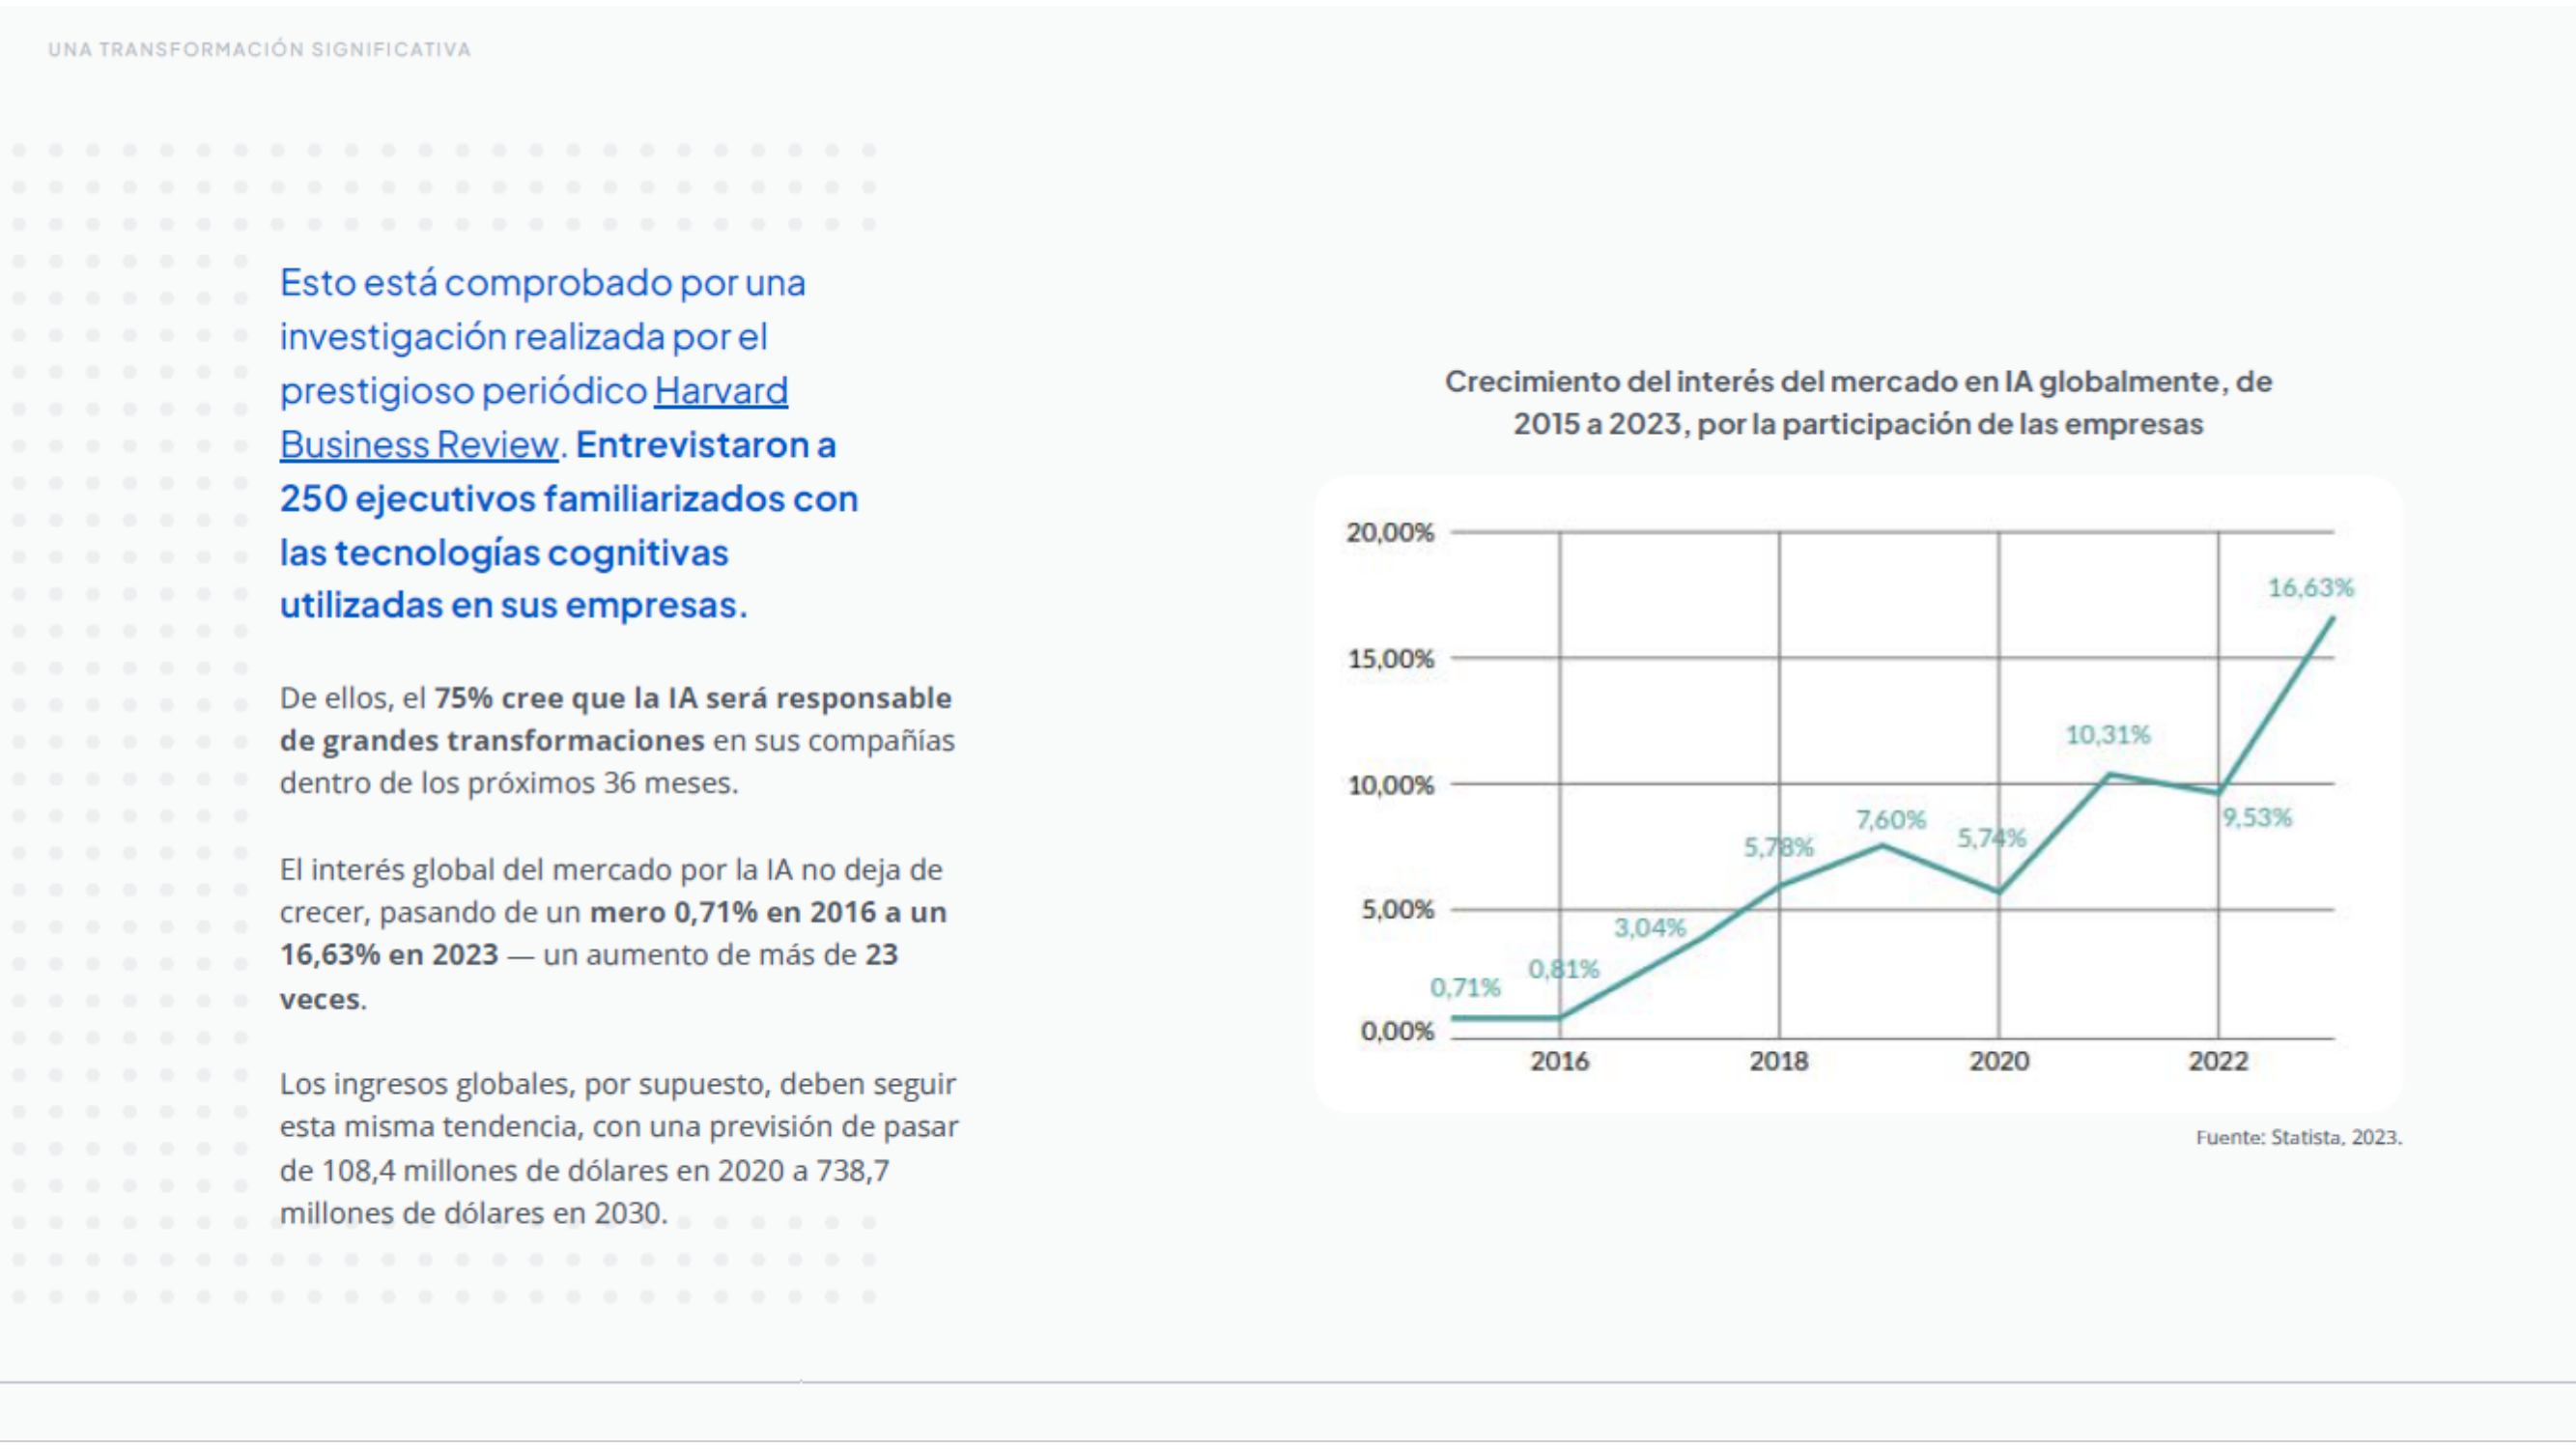 UNA TRANSFORMACIÓN SIGNIFICATIVA
Esto está comprobado por una
investigación realizada por el
prestigioso periódico Harvard
Business Review. Entrevistaron a
250 ejecutivos familiarizados con
las tecnologías cognitivas
utilizadas en sus empresas.
De ellos, el 75% cree que la IA será responsable
de grandes transformaciones en sus compañías
dentro de los próximos 36 meses.
El interés global del mercado por la IA no deja de
crecer, pasando de un mero 0,71% en 2016 a un
16,63% en 2023 — un aumento de más de 23
veces.
Los ingresos globales, por supuesto, deben seguir
esta misma tendencia, con una previsión de pasar
de 108,4 millones de dólares en 2020 a 738,7
millones de dólares en 2030.
Crecimiento del interés del mercado en IA globalmente, de
2015 a 2023, por la participación de las empresas
20,00%
16,63%
15,00%
10,31%
10,00%
7,60%
9,53%
5,74%
5,78%
5,00%
3,04%
0,81%
0,71%
0,00%
2016 2018 2020 2022
Fuente: Statista, 2023.